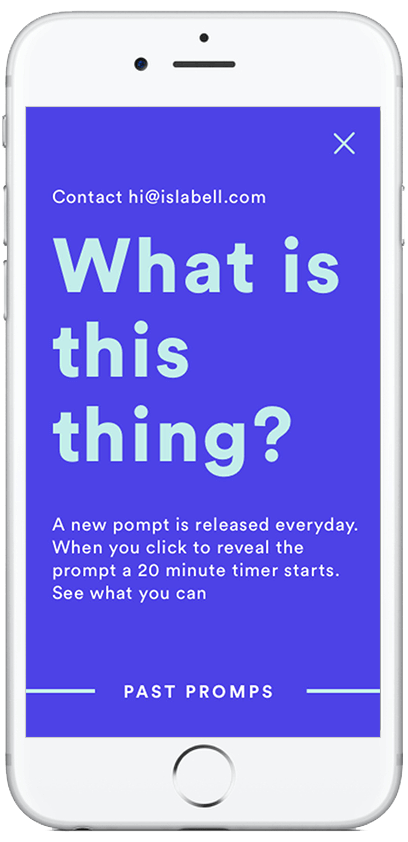 Contact hi@islabell.com
What is
this
thing?
A new pompt is released everyday.
When you click to reveal the
prompt a 20 minute timer starts.
See what you can
PAST PROMPS